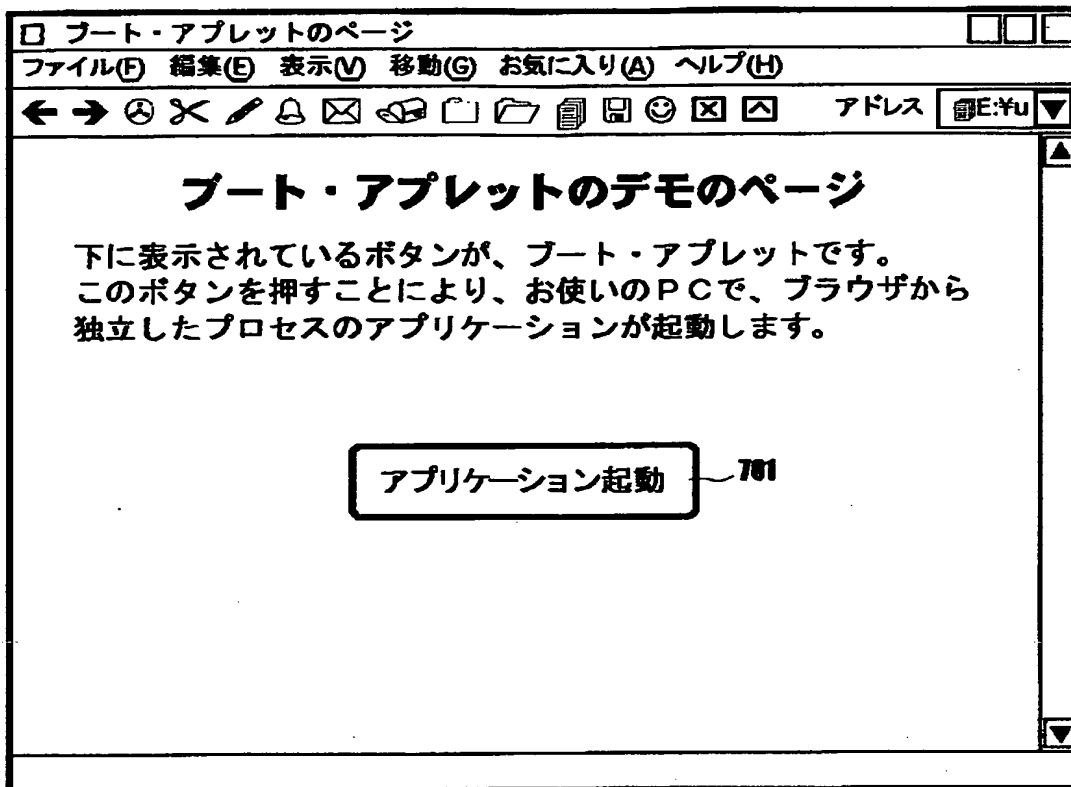 ブート・アプレットのページ
ファイル(F) 編集(E) 表示(V) 移動(G) お気に入り(A) ヘルプ(H)
アドレス E:¥u
ブート・アプレットのデモのページ
下に表示されているボタンが、ブート・アプレットです。
このボタンを押すことにより、お使いのPCで、ブラウザから
独立したプロセスのアプリケーションが起動します。
アプリケーション起動 701